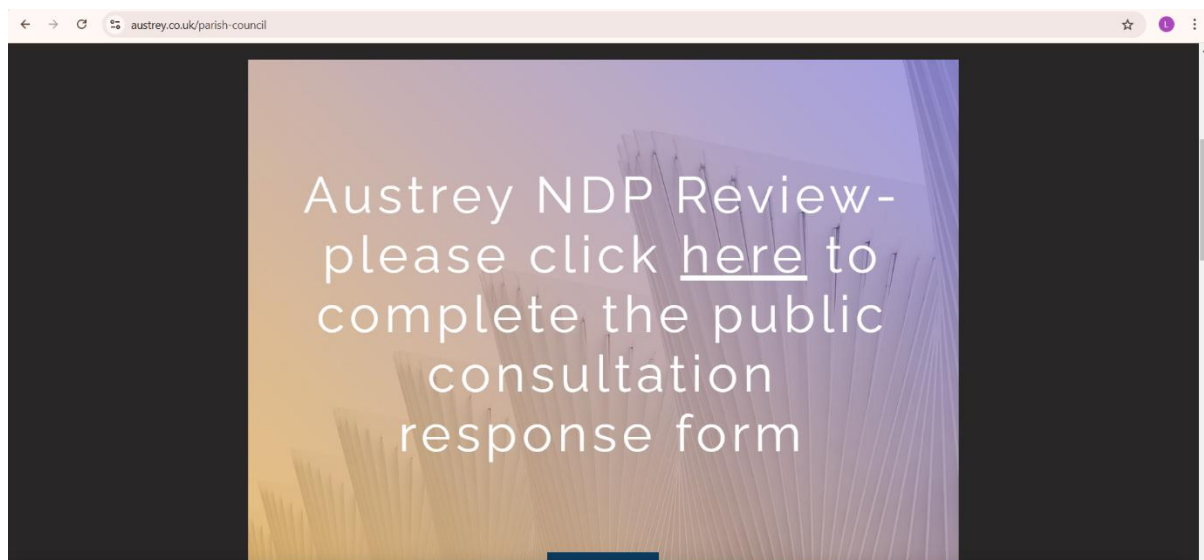 austrey.co.uk/parish-council
L
Austrey NDP Review-
please click here to
complete the public
consultation
response form